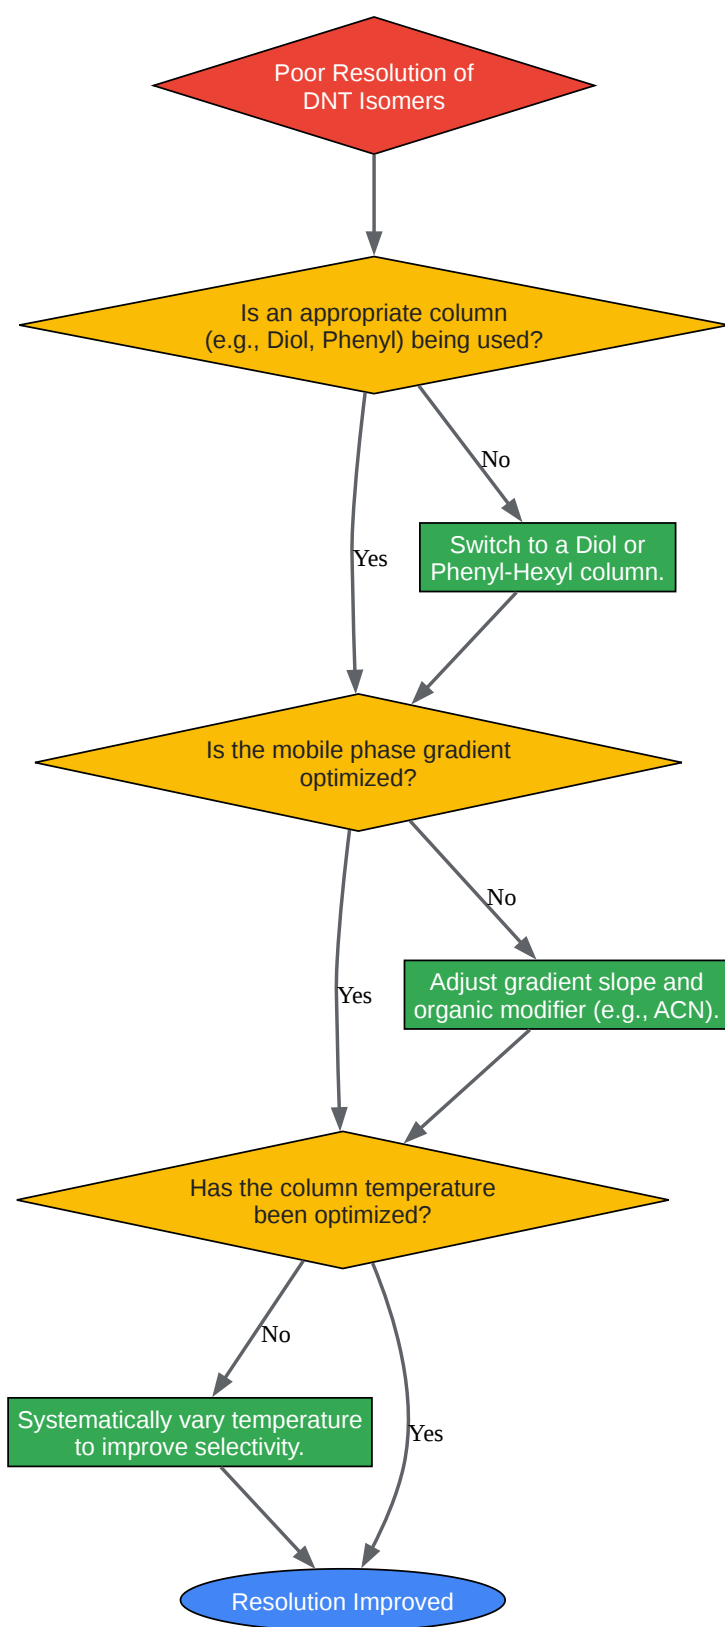 Poor Resolution of
DNT Isomers
Is an appropriate column
(e.g., Diol, Phenyl) being used?
No
Yes
Switch to a Diol or
Phenyl-Hexyl column.
Is the mobile phase gradient
optimized?
No
Yes
Adjust gradient slope and
organic modifier (e.g., ACN).
Has the column temperature
been optimized?
No
Yes
Systematically vary temperature
to improve selectivity.
Resolution Improved